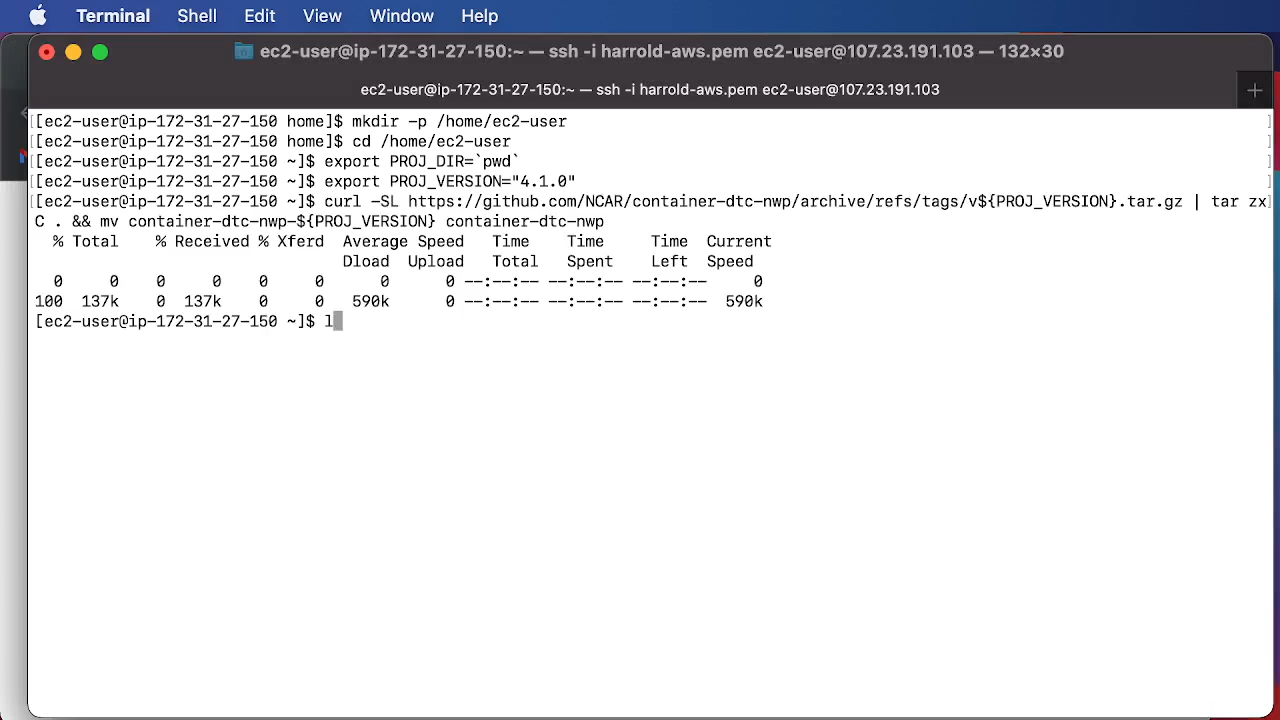 Terminal Shell Edit View Window Help
ec2-user@ip-172-31-27-150:~ — ssh -i harrold-aws.pem ec2-user@107.23.191.103 — 132×30
ec2-user@ip-172-31-27-150:~ — ssh -i harrold-aws.pem ec2-user@107.23.191.103
[[ec2-user@ip-172-31-27-150 home]$ mkdir -p /home/ec2-user ]
[[ec2-user@ip-172-31-27-150 home]$ cd /home/ec2-user ]
[[ec2-user@ip-172-31-27-150 ~]$ export PROJ_DIR=`pwd` ]
[[ec2-user@ip-172-31-27-150 ~]$ export PROJ_VERSION="4.1.0" ]
[[ec2-user@ip-172-31-27-150 ~]$ curl -SL https://github.com/NCAR/container-dtc-nwp/archive/refs/tags/v${PROJ_VERSION}.tar.gz | tar zx]
C . && mv container-dtc-nwp-${PROJ_VERSION} container-dtc-nwp
% Total % Received % Xferd Average Speed Time Time Time Current
Dload Upload Total Spent Left Speed
0 0 0 0 0 0 0 0 --:--:-- --:--:-- --:--:-- 0
100 137k 0 137k 0 0 590k 0 --:--:-- --:--:-- --:--:-- 590k
[ec2-user@ip-172-31-27-150 ~]$ l